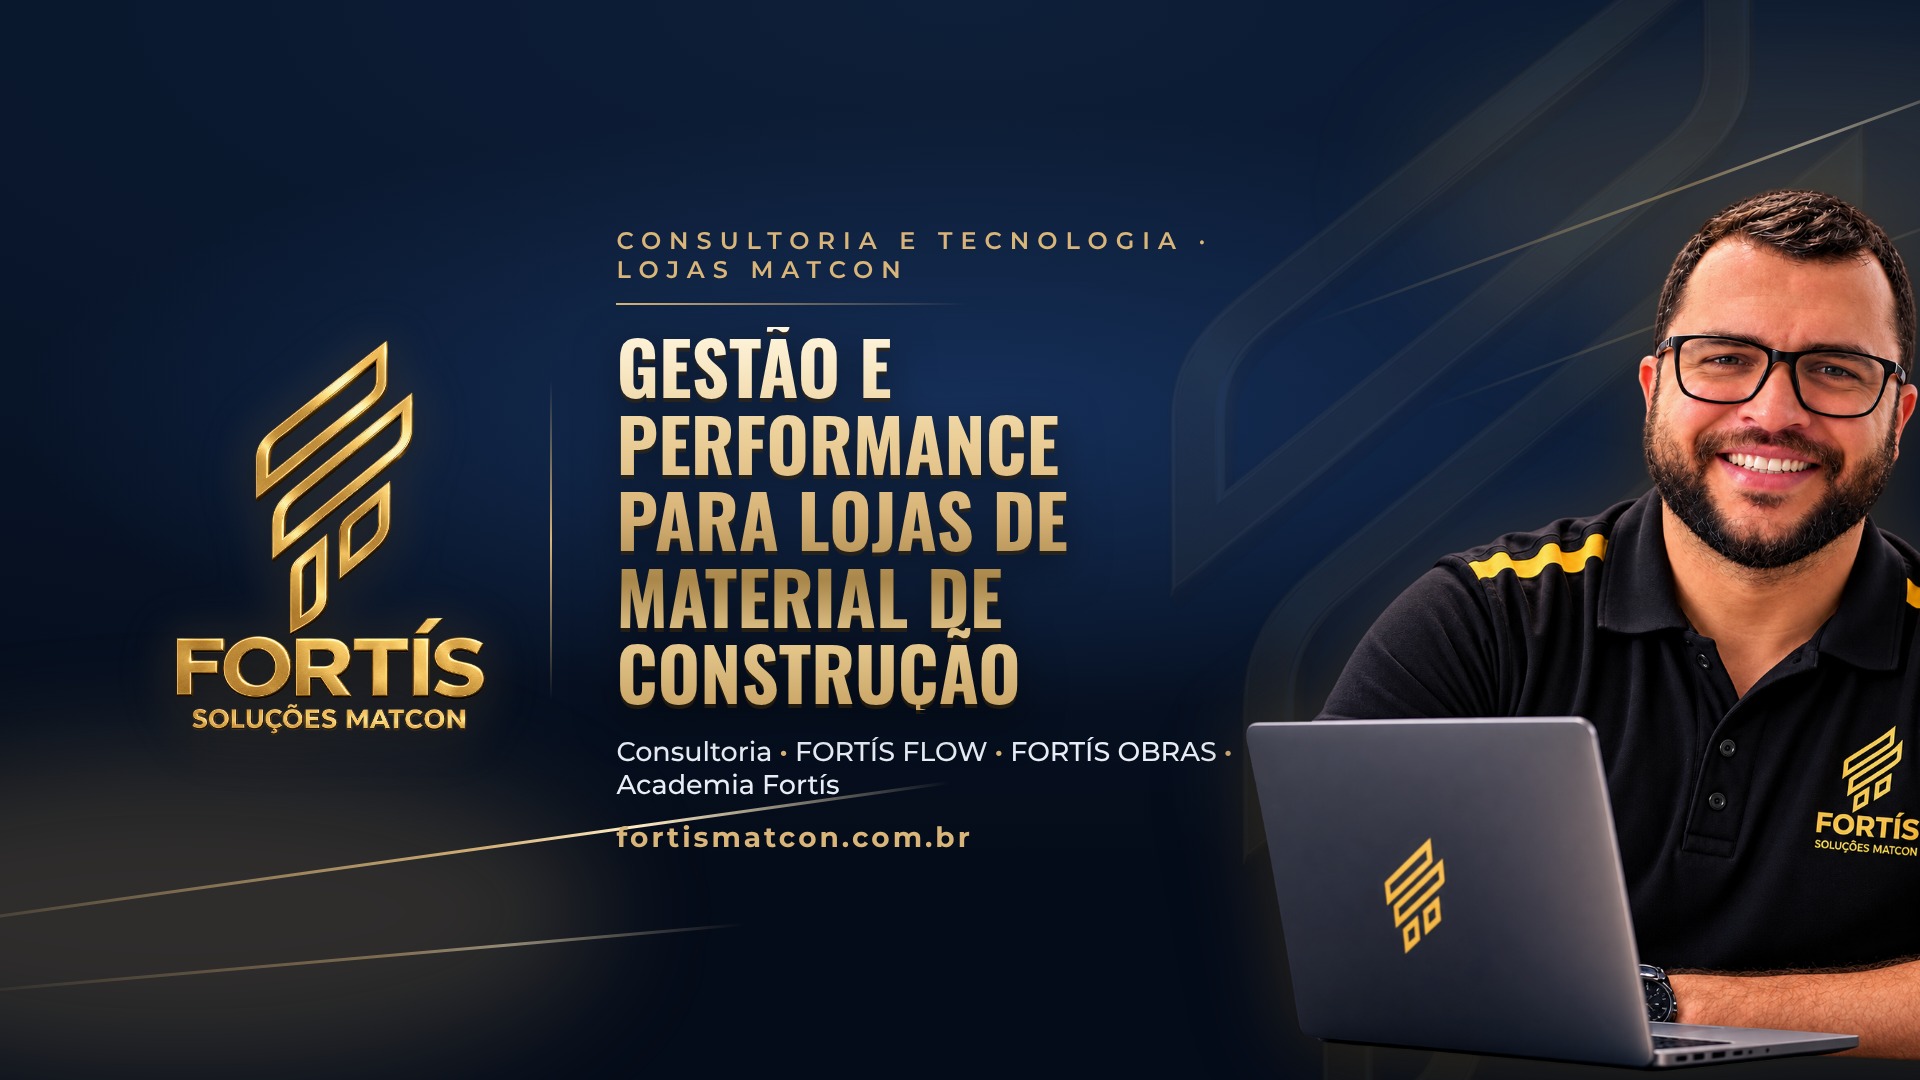 CONSULTORIA E TECNOLOGIA ·
LOJAS MATCON
GESTÃO E
PERFORMANCE
PARA LOJAS DE
MATERIAL DE
CONSTRUÇÃO
FORTÍS
SOLUÇÕES MATCON
Consultoria · FORTÍS FLOW · FORTÍS OBRAS ·
Academia Fortís
fortismatcon.com.br
FORTÍS
SOLUÇÕES MATCON